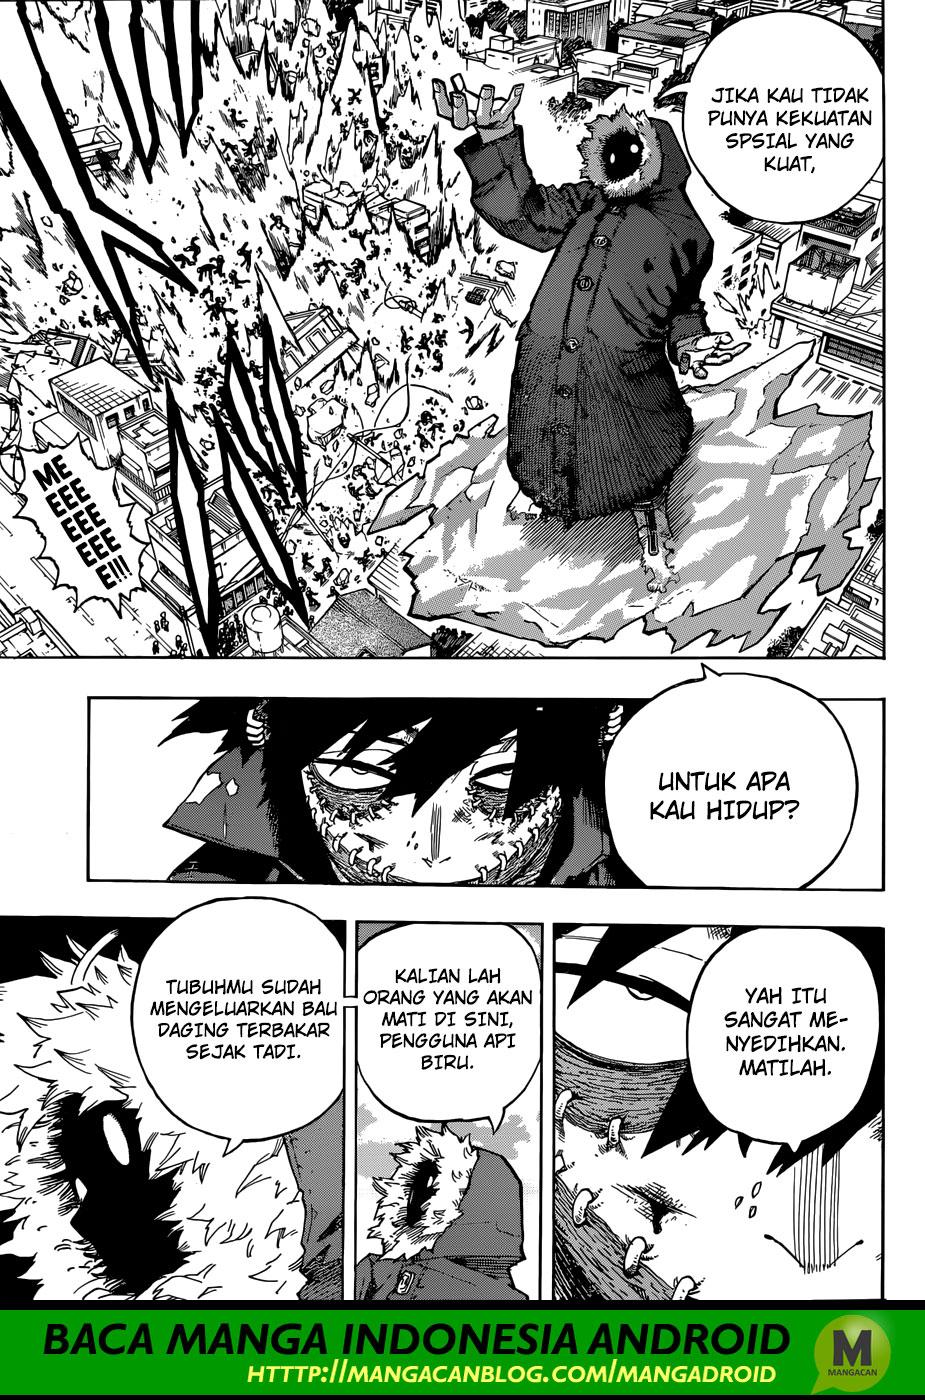 JIKA KAU TIDAK
PUNYA KEKUATAN
SPSIAL YANG
KUAT,
ME
EEE
EEE
EEE
E!!!
UNTUK APA
KAU HIDUP?
YAH ITU
SANGAT ME-
NYEDIHKAN.
MATILAH.
KALIAN LAH
ORANG YANG AKAN
MATI DI SINI,
PENGGUNA API
BIRU.
TUBUHMU SUDAH
MENGELUARKAN BAU
DAGING TERBAKAR
SEJAK TADI.
BACA MANGA INDONESIA ANDROID
HTTTP://MANGACANBLOG.COM/MANGADROID
M
MANGACAN